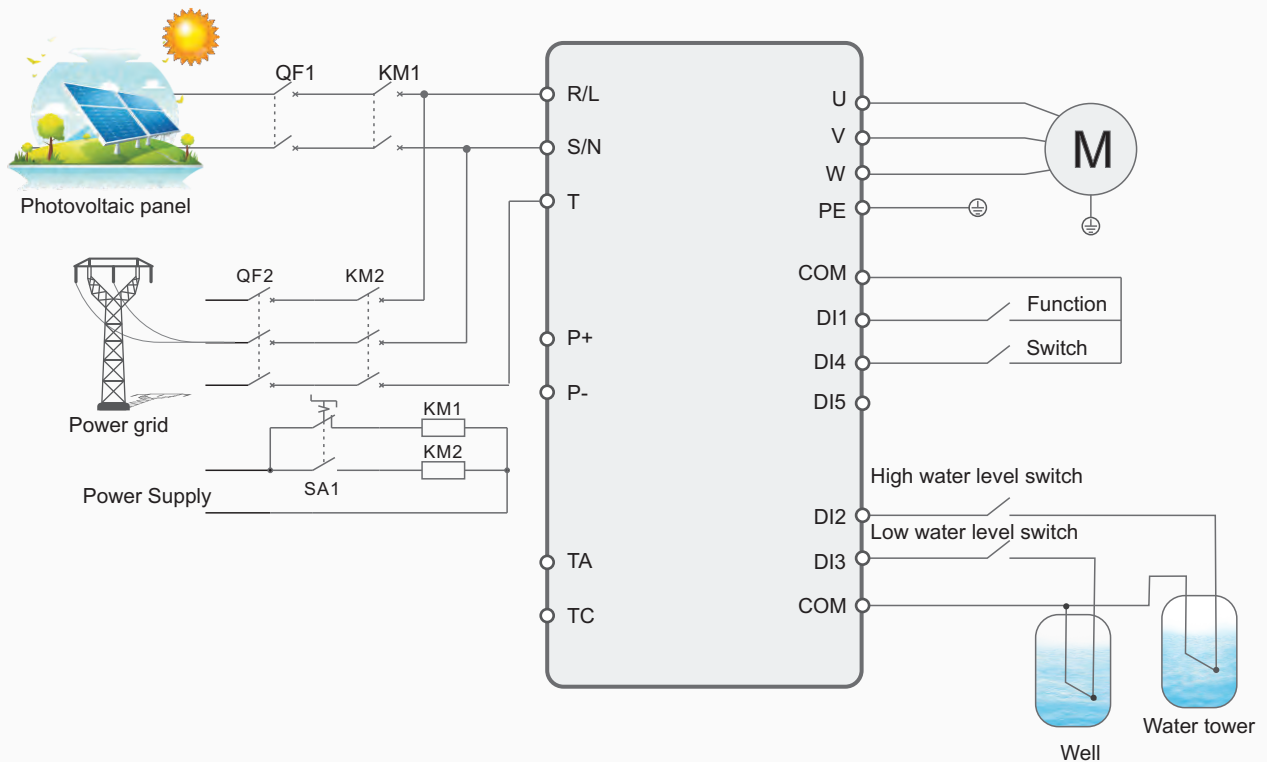 QF1
KM1
R/L
S/N
T
Photovoltaic panel
QF2
KM2
P+
P-
Power grid
KM1
KM2
SA1
Power Supply
TA
TC
U
V
W
PE
M
COM
DI1
Function
DI4
Switch
DI5
High water level switch
DI2
Low water level switch
DI3
COM
Water tower
Well